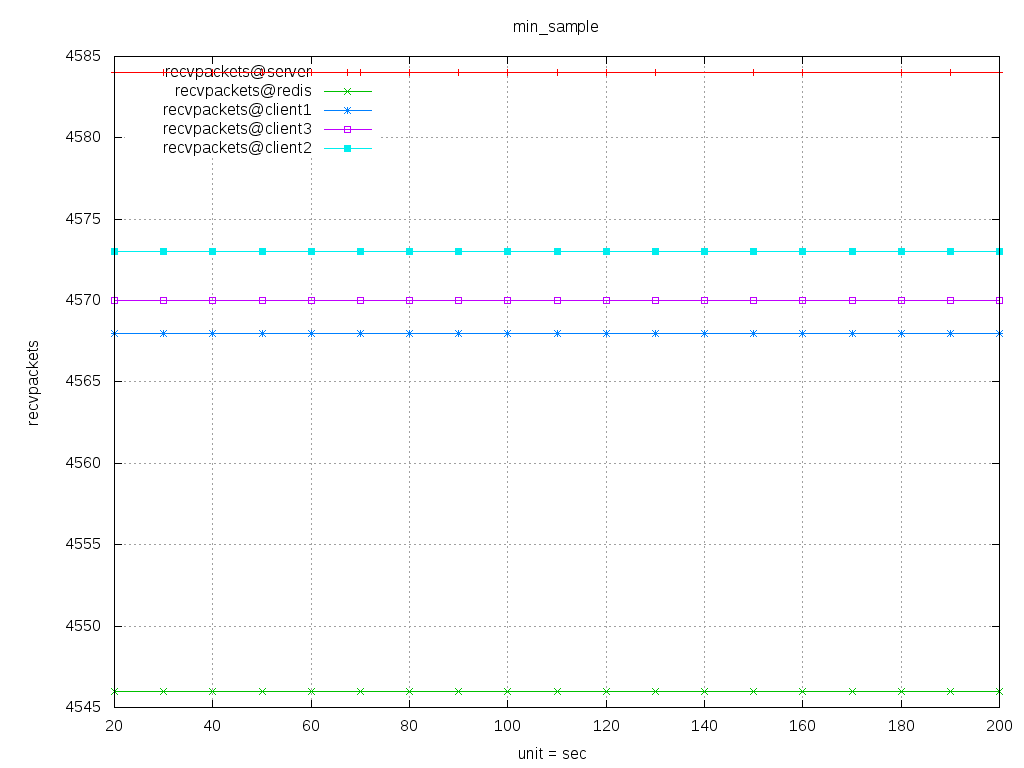 min_sample
4585
4580
4575
4570
4565
4560
4555
4550
4545
recvpackets
recvpackets@server
recvpackets@redis
recvpackets@client1
recvpackets@client3
recvpackets@client2
20 40 60 80 100 120 140 160 180 200
unit = sec